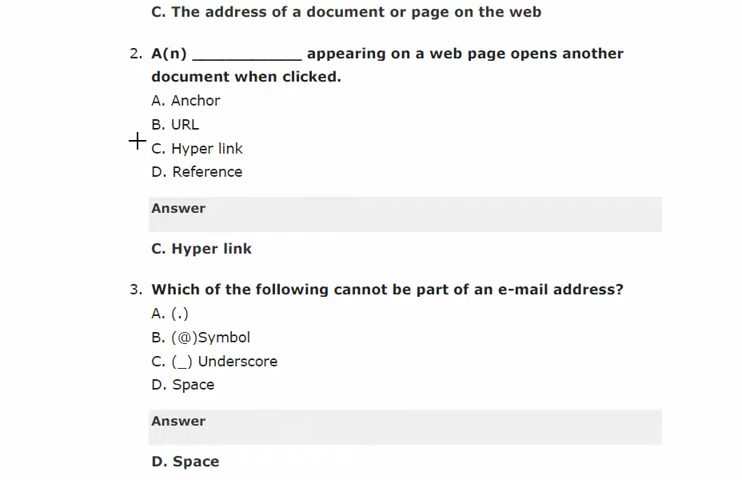 C. The address of a document or page on the web
2. A(n) ____________ appearing on a web page opens another
document when clicked.
A. Anchor
B. URL
C. Hyper link
D. Reference
Answer
C. Hyper link
3. Which of the following cannot be part of an e-mail address?
A. (.)
B. (@)Symbol
C. (_) Underscore
D. Space
Answer
D. Space